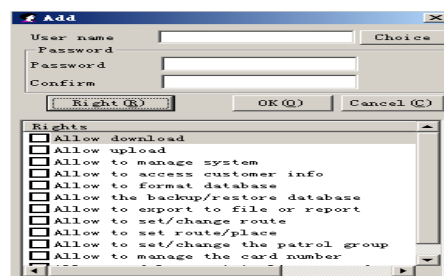 Add
User name Choice
Password
Password
Confirm
Right(R) OK(O) Cancel(C)
Rights
Allow download
Allow upload
Allow to manage system
Allow to access customer info
Allow to format database
Allow the backup/restore database
Allow to export to file or report
Allow to set/change route
Allow to set route/place
Allow to set/change the patrol group
Allow to manage the card number